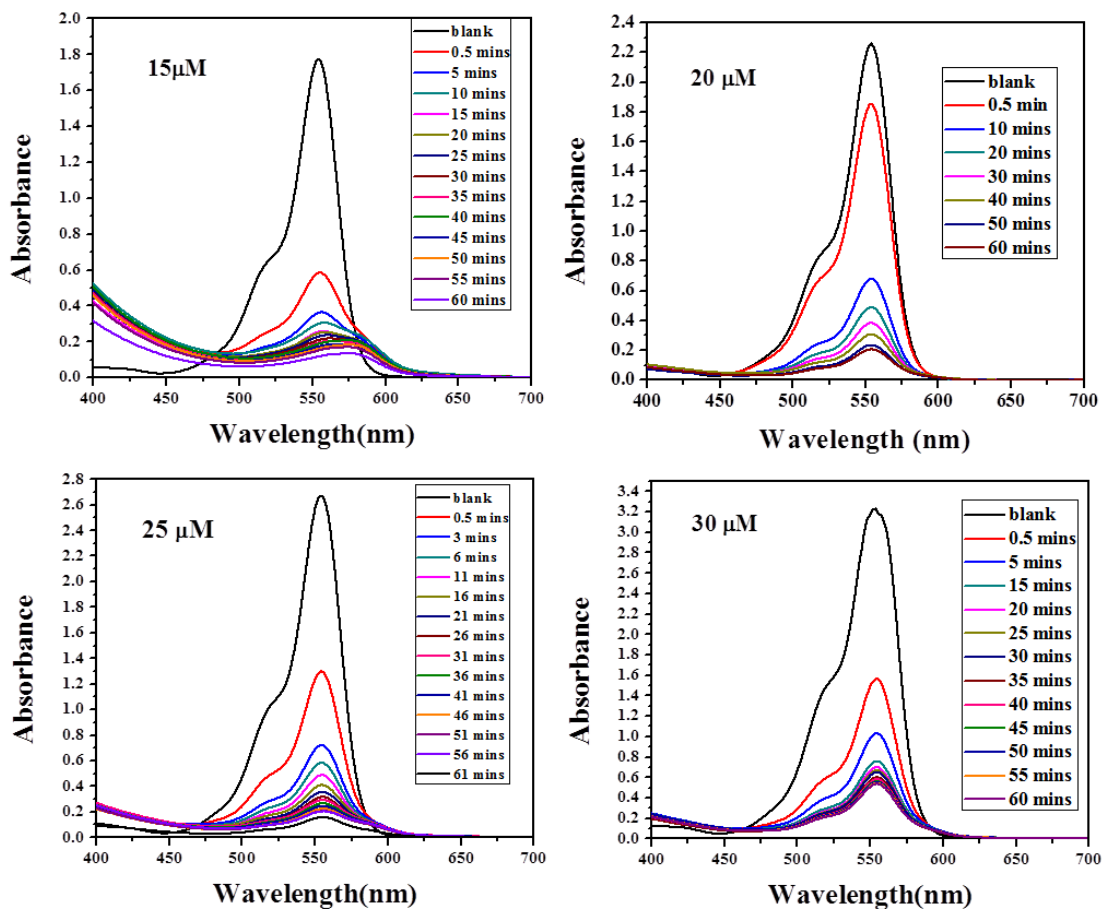 2.0
1.8
1.6
1.4
1.2
1.0
0.8
0.6
0.4
0.2
0.0
Absorbance
15μM
blank
0.5 mins
5 mins
10 mins
15 mins
20 mins
25 mins
30 mins
35 mins
40 mins
45 mins
50 mins
55 mins
60 mins
400 450 500 550 600 650 700
Wavelength(nm)
2.4
2.2
2.0
1.8
1.6
1.4
1.2
1.0
0.8
0.6
0.4
0.2
0.0
Absorbance
20 μM
blank
0.5 min
10 mins
20 mins
30 mins
40 mins
50 mins
60 mins
400 450 500 550 600 650 700
Wavelength (nm)
2.8
2.6
2.4
2.2
2.0
1.8
1.6
1.4
1.2
1.0
0.8
0.6
0.4
0.2
0.0
Absorbance
25 μM
blank
0.5 mins
3 mins
6 mins
11 mins
16 mins
21 mins
26 mins
31 mins
36 mins
41 mins
46 mins
51 mins
56 mins
61 mins
400 450 500 550 600 650 700
Wavelength(nm)
3.4
3.2
3.0
2.8
2.6
2.4
2.2
2.0
1.8
1.6
1.4
1.2
1.0
0.8
0.6
0.4
0.2
0.0
Absorbance
30 μM
blank
0.5 mins
5 mins
15 mins
20 mins
25 mins
30 mins
35 mins
40 mins
45 mins
50 mins
55 mins
60 mins
400 450 500 550 600 650 700
Wavelength(nm)